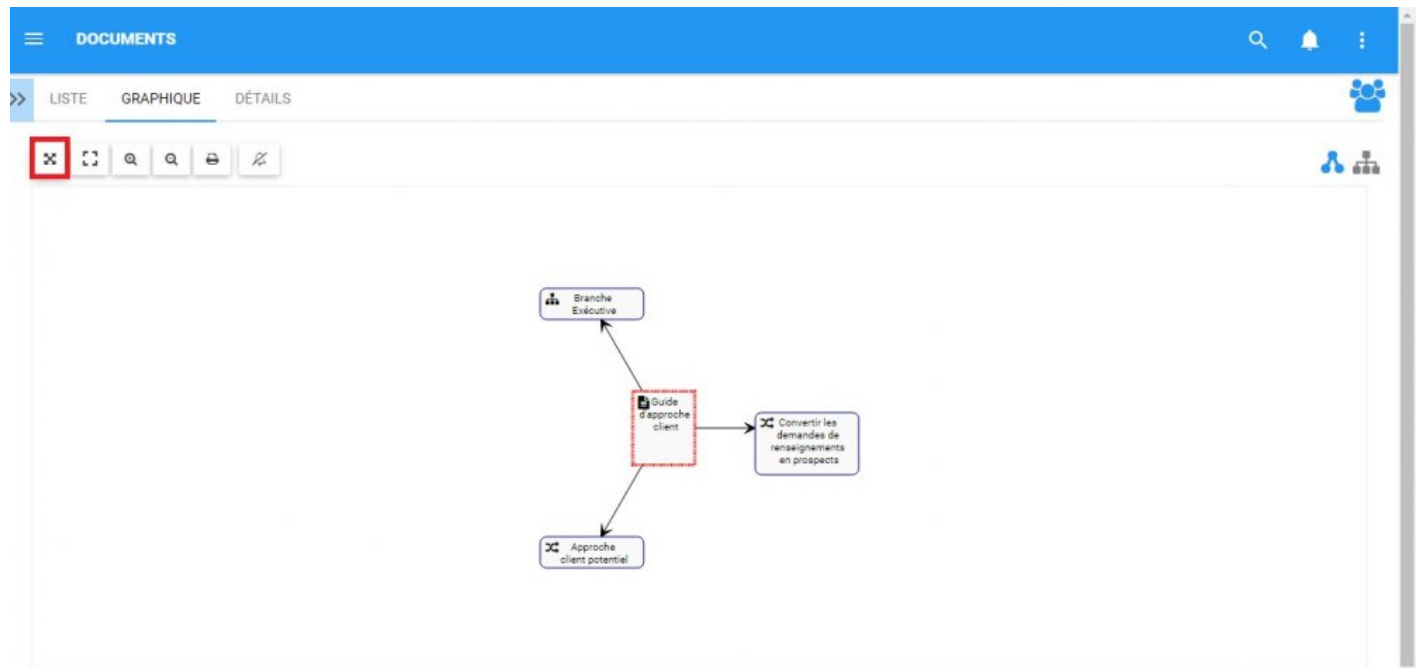 DOCUMENTS
LISTE GRAPHIQUE DÉTAILS
Branche
Exécutive
Guide
d'approche
client
Convertir les
demandes de
renseignements
en prospects
Approche
client potentiel